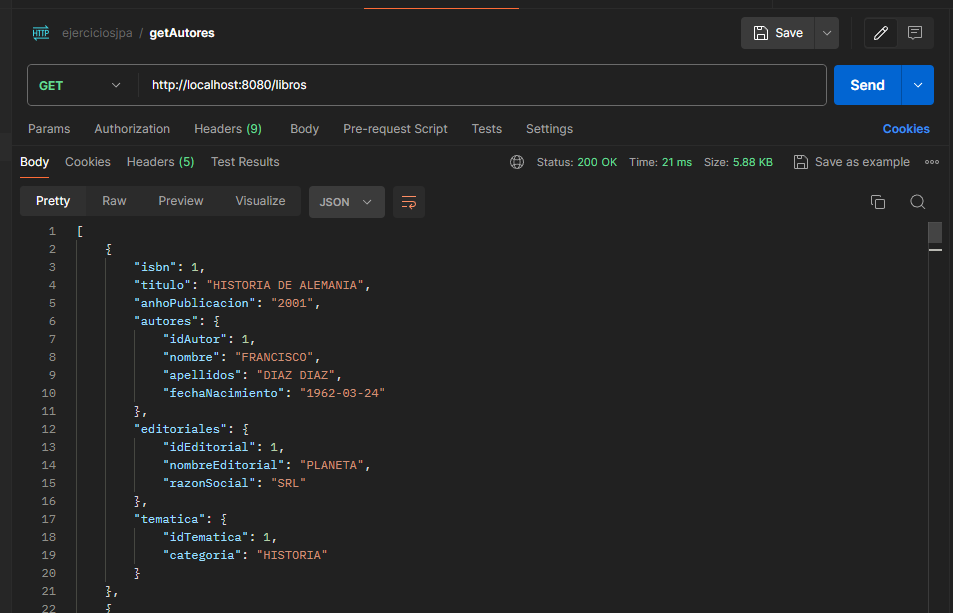 HTTP ejerciciosjpa / getAutores Save
GET http://localhost:8080/libros Send
Params Authorization Headers (9) Body Pre-request Script Tests Settings Cookies
Body Cookies Headers (5) Test Results Status: 200 OK Time: 21 ms Size: 5.88 KB Save as example
Pretty Raw Preview Visualize JSON
1 [
2 {
3 "isbn": 1,
4 "titulo": "HISTORIA DE ALEMANIA",
5 "anhoPublicacion": "2001",
6 "autores": {
7 "idAutor": 1,
8 "nombre": "FRANCISCO",
9 "apellidos": "DIAZ DIAZ",
10 "fechaNacimiento": "1962-03-24"
11 },
12 "editoriales": {
13 "idEditorial": 1,
14 "nombreEditorial": "PLANETA",
15 "razonSocial": "SRL"
16 },
17 "tematica": {
18 "idTematica": 1,
19 "categoria": "HISTORIA"
20 }
21 },
22 {